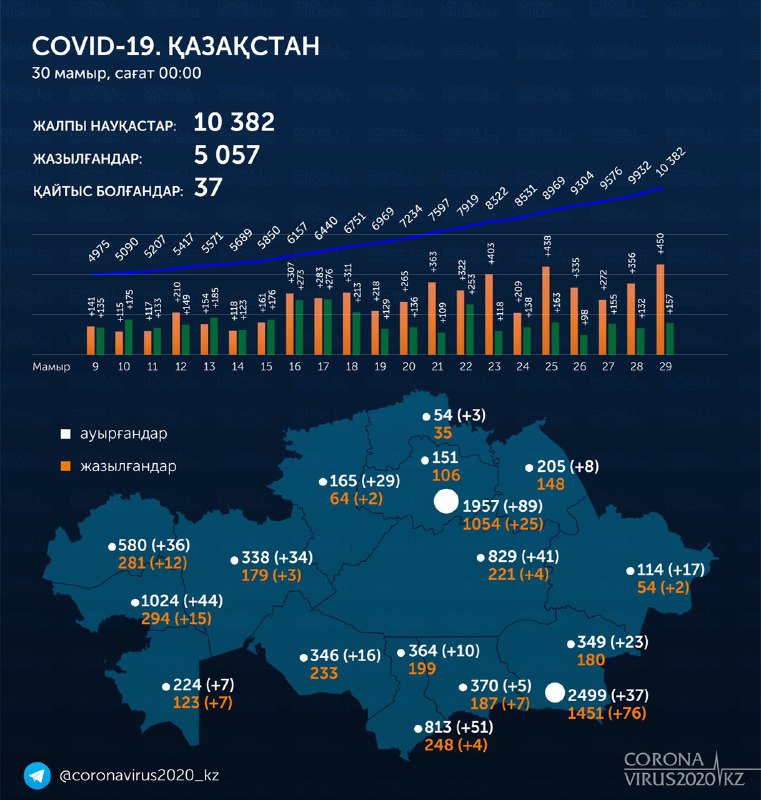 COVID-19. ҚАЗАҚСТАН
30 мамыр, сағат 00:00
ЖАЛПЫ НАУҚАСТАР: 10 382
ЖАЗЫЛҒАНДАР: 5 057
ҚАЙТЫС БОЛҒАНДАР: 37
4975 5090 5207 5417 5571 5689 5850 6157 6440 6751 6969 7234 7597 7919 8322 8531 8969 9304 9576 9932 10 382
+141 +135 +115 +175 +117 +133 +210 +149 +154 +185 +118 +123 +161 +176 +307 +273 +283 +276 +311 +213 +218 +129 +265 +136 +363 +109 +322 +253 +403 +118 +209 +138 +438 +163 +335 +98 +272 +155 +356 +132 +450 +157
Мамыр 9 10 11 12 13 14 15 16 17 18 19 20 21 22 23 24 25 26 27 28 29
ауырғандар
жазылғандар
54 (+3)
35
151
106
165 (+29)
64 (+2)
205 (+8)
148
1957 (+89)
1054 (+25)
580 (+36)
281 (+12)
338 (+34)
179 (+3)
829 (+41)
221 (+4)
114 (+17)
54 (+2)
1024 (+44)
294 (+15)
349 (+23)
180
346 (+16)
233
364 (+10)
199
224 (+7)
123 (+7)
370 (+5)
187 (+7)
2499 (+37)
1451 (+76)
813 (+51)
248 (+4)
@coronavirus2020_kz
CORONA
VIRUS2020 KZ